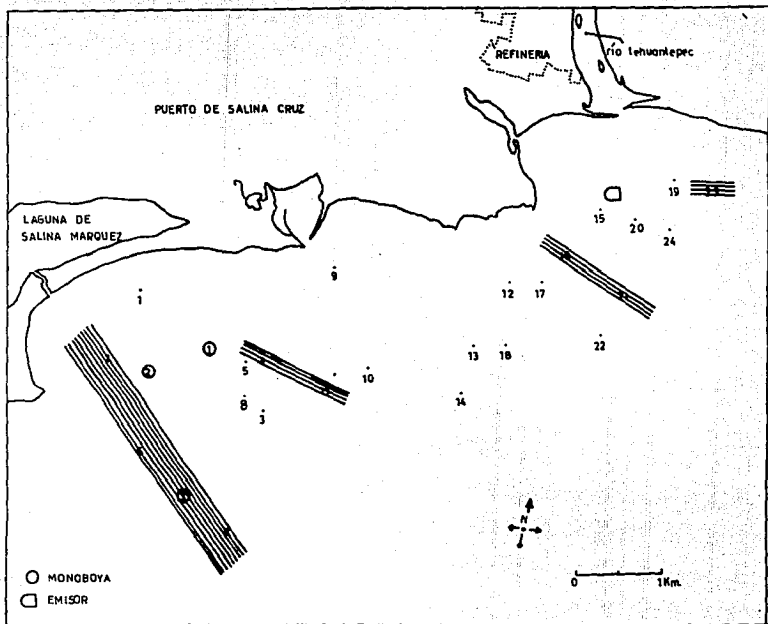 REFINERIA
río tehuantepec
PUERTO DE SALINA CRUZ
LAGUNA DE
SALINA MARQUEZ
19
15
20
24
9
1
12
17
1
2
5
10
13
18
22
8
3
14
N
0
1Km.
MONOBOYA
EMISOR